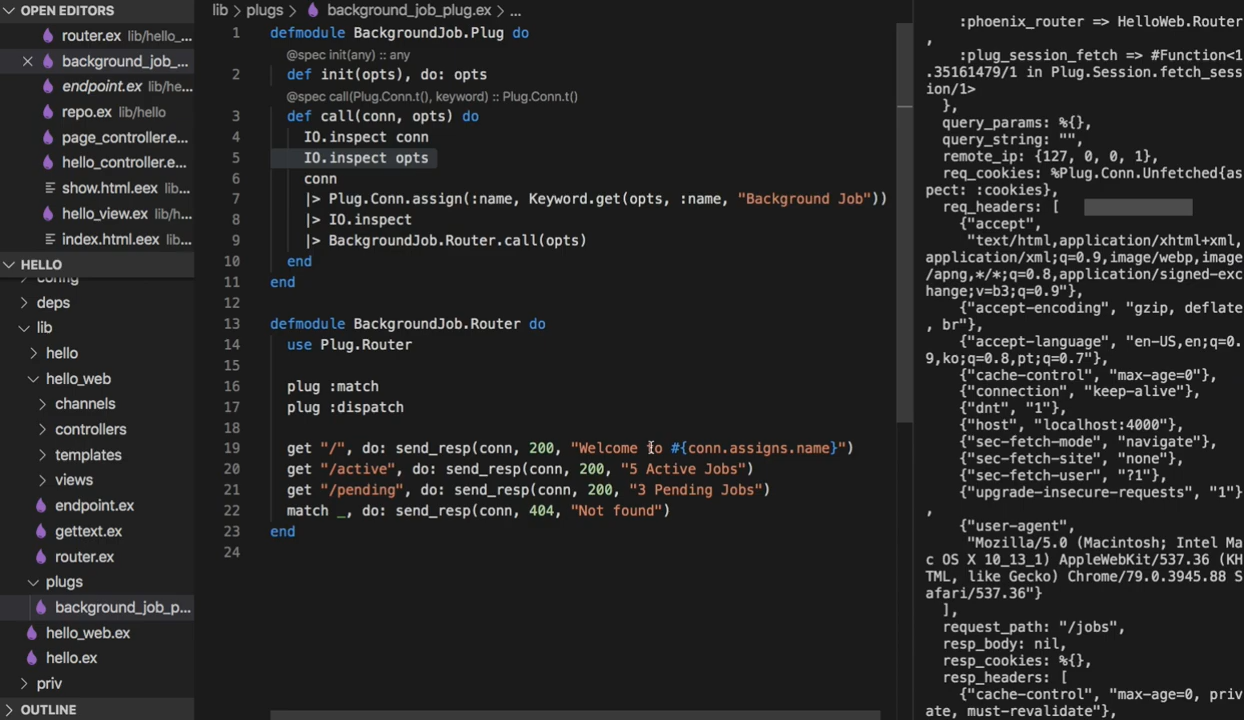 OPEN EDITORS
router.ex lib/hello_...
background_job_...
endpoint.ex lib/he...
repo.ex lib/hello
page_controller.e...
hello_controller.e...
show.html.eex lib...
hello_view.ex lib/h...
index.html.eex lib...
HELLO
config
deps
lib
hello
hello_web
channels
controllers
templates
views
endpoint.ex
gettext.ex
router.ex
plugs
background_job_p...
hello_web.ex
hello.ex
priv
OUTLINE
lib > plugs > background_job_plug.ex > ...
1 defmodule BackgroundJob.Plug do
@spec init(any) :: any
2 def init(opts), do: opts
@spec call(Plug.Conn.t(), keyword) :: Plug.Conn.t()
3 def call(conn, opts) do
4 IO.inspect conn
5 IO.inspect opts
6 conn
7 |> Plug.Conn.assign(:name, Keyword.get(opts, :name, "Background Job"))
8 |> IO.inspect
9 |> BackgroundJob.Router.call(opts)
10 end
11 end
12
13 defmodule BackgroundJob.Router do
14 use Plug.Router
15
16 plug :match
17 plug :dispatch
18
19 get "/", do: send_resp(conn, 200, "Welcome to #{conn.assigns.name}")
20 get "/active", do: send_resp(conn, 200, "5 Active Jobs")
21 get "/pending", do: send_resp(conn, 200, "3 Pending Jobs")
22 match _, do: send_resp(conn, 404, "Not found")
23 end
24
:phoenix_router => HelloWeb.Router
,
:plug_session_fetch => #Function<1
.35161479/1 in Plug.Session.fetch_sess
ion/1>
},
query_params: %{},
query_string: "",
remote_ip: {127, 0, 0, 1},
req_cookies: %Plug.Conn.Unfetched{as
pect: :cookies},
req_headers: [
{"accept",
"text/html,application/xhtml+xml,
application/xml;q=0.9,image/webp,image
/apng,*/*;q=0.8,application/signed-exc
hange;v=b3;q=0.9"},
{"accept-encoding", "gzip, deflate
, br"},
{"accept-language", "en-US,en;q=0.
9,ko;q=0.8,pt;q=0.7"},
{"cache-control", "max-age=0"},
{"connection", "keep-alive"},
{"dnt", "1"},
{"host", "localhost:4000"},
{"sec-fetch-mode", "navigate"},
{"sec-fetch-site", "none"},
{"sec-fetch-user", "?1"},
{"upgrade-insecure-requests", "1"}
,
{"user-agent",
"Mozilla/5.0 (Macintosh; Intel Ma
c OS X 10_13_1) AppleWebKit/537.36 (KH
TML, like Gecko) Chrome/79.0.3945.88 S
afari/537.36"}
],
request_path: "/jobs",
resp_body: nil,
resp_cookies: %{},
resp_headers: [
{"cache-control", "max-age=0, priv
ate, must-revalidate"},